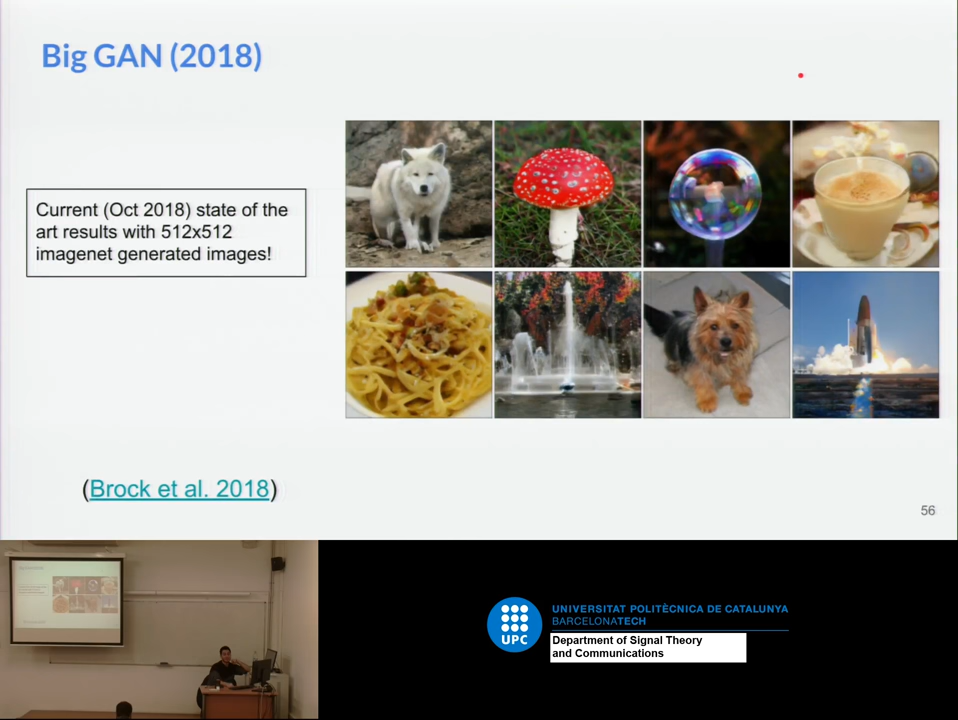 Big GAN (2018)
Current (Oct 2018) state of the
art results with 512x512
imagenet generated images!
(Brock et al. 2018)
56
UPC
UNIVERSITAT POLITÈCNICA DE CATALUNYA
BARCELONATECH
Department of Signal Theory
and Communications